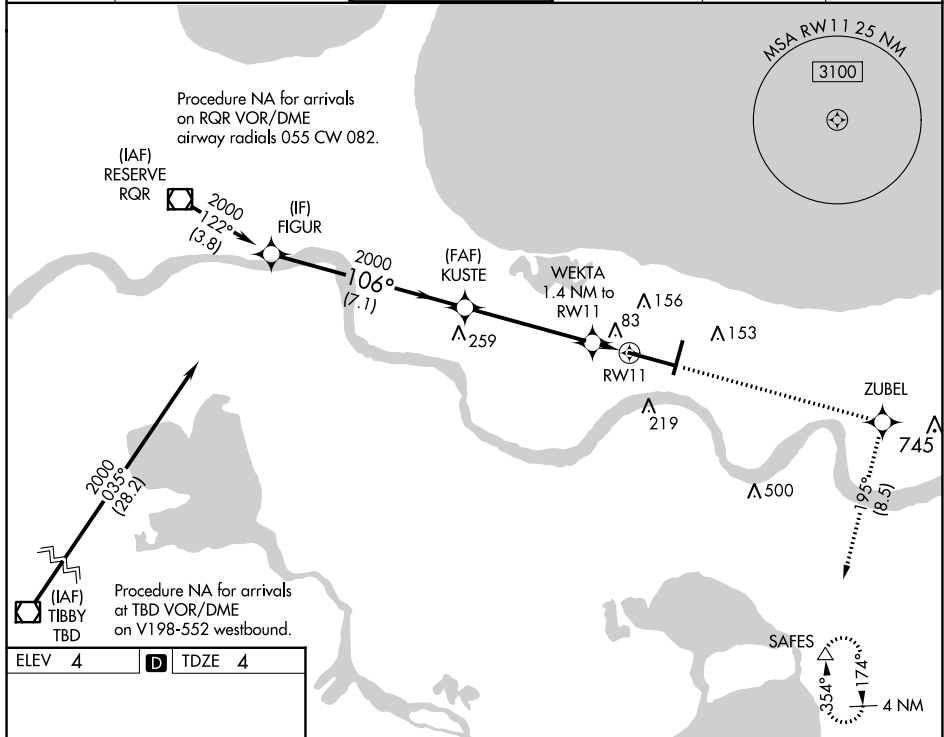 MSA RW11 25 NM
3100
Procedure NA for arrivals
on RQR VOR/DME
airway radials 055 CW 082.
(IAF)
RESERVE
RQR
2000
122°
(3.8)
(IF)
FIGUR
2000
106°
(7.1)
(FAF)
KUSTE
259
WEKTA
1.4 NM to
RW11
83
156
153
RW11
219
ZUBEL
745
500
195°
(8.5)
2000
035°
(28.2)
(IAF)
TIBBY
TBD
Procedure NA for arrivals
at TBD VOR/DME
on V198-552 westbound.
SAFES
354°
174°
4 NM
ELEV 4 D TDZE 4